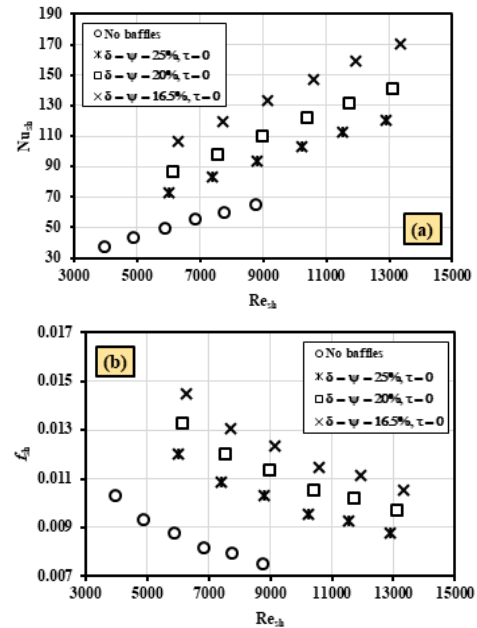 190
170
150
130
110
90
70
50
30
Nu_sh
No baffles
δ – ψ – 25%, τ – 0
δ – ψ – 20%, τ – 0
δ – ψ – 16.5%, τ – 0
(a)
3000 5000 7000 9000 11000 13000 15000
Re_sh
0.017
0.015
0.013
0.011
0.009
0.007
f_sh
(b)
No baffles
δ – ψ – 25%, τ – 0
δ – ψ – 20%, τ – 0
δ – ψ – 16.5%, τ – 0
3000 5000 7000 9000 11000 13000 15000
Re_sh